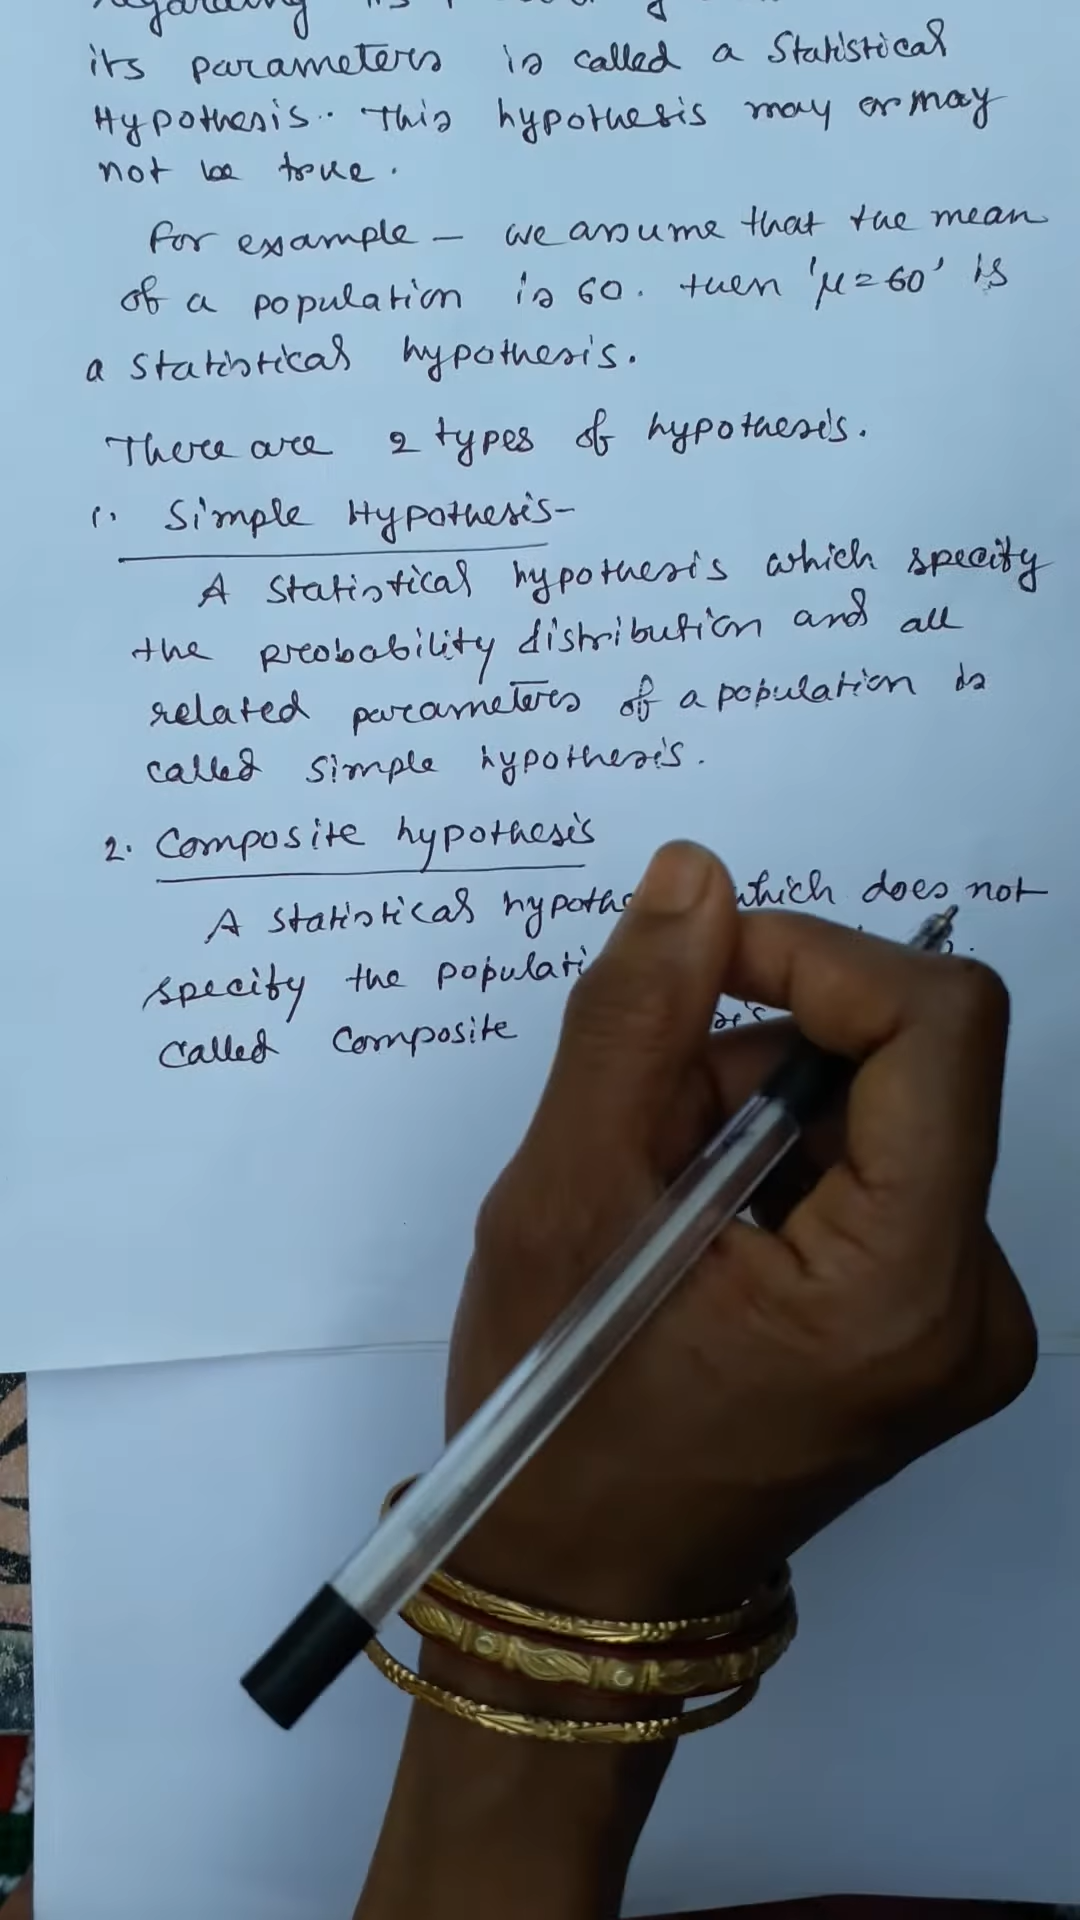 regarding its
its parameters is called a Statistical
Hypothesis. This hypothesis may or may
not be true.
For example - we assume that the mean
of a population is 60. then 'μ = 60' is
a statistical hypothesis.
There are 2 types of hypothesis.
1. Simple Hypothesis-
A statistical hypothesis which specify
the probability distribution and all
related parameters of a population is
called simple hypothesis.
2. Composite hypothesis
A statistical which does not
specify the
called composite